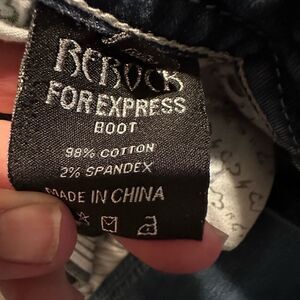 REROCK
FOR EXPRESS
BOOT
98% COTTON
2% SPANDEX
MADE IN CHINA